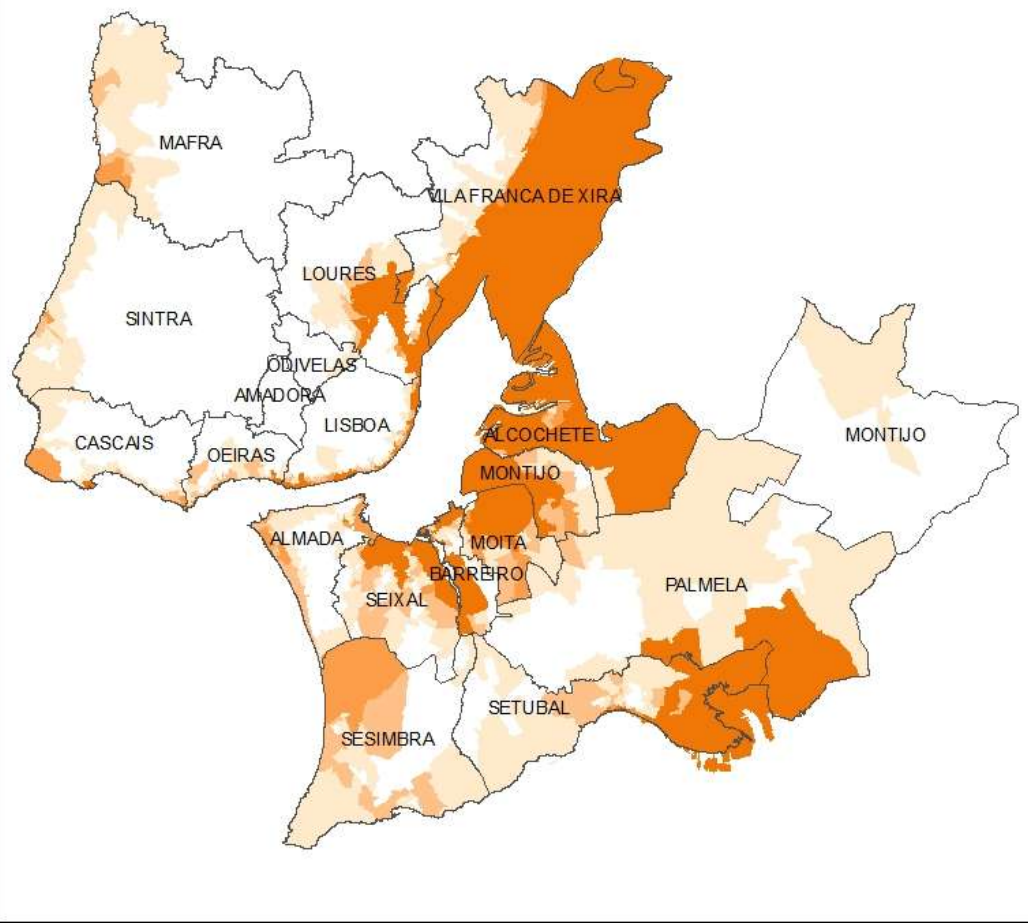 MAFRA
VILA FRANCA DE XIRA
LOURES
SINTRA
ODIVELAS
AMADORA
LISBOA
CASCAIS
OEIRAS
ALCOCHETE
MONTIJO
MONTIJO
ALMADA
MOITA
BARREIRO
SEIXAL
PALMELA
SETUBAL
SESIMBRA